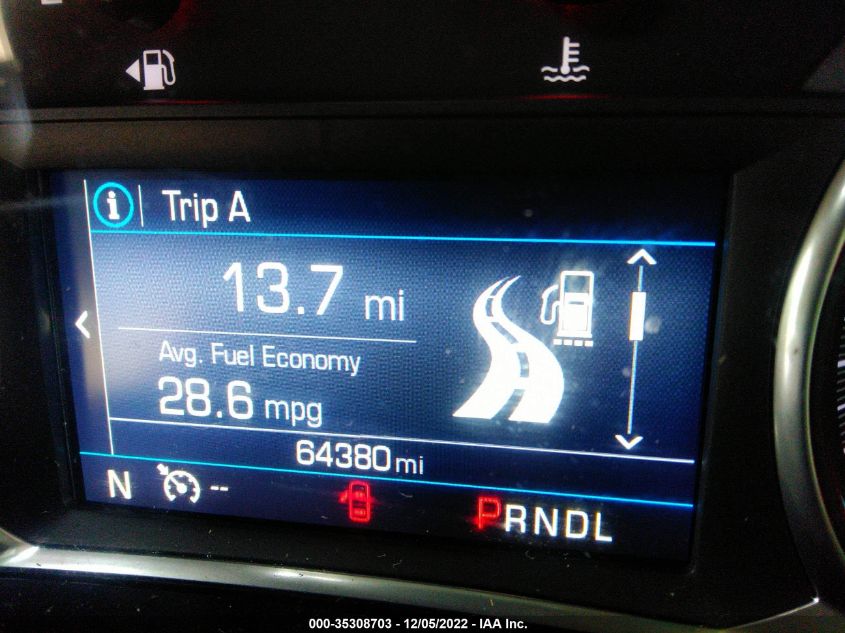 Trip A
13.7 mi
Avg. Fuel Economy
28.6 mpg
64380 mi
N -- PRNDL
000-35308703 - 12/05/2022 - IAA Inc.